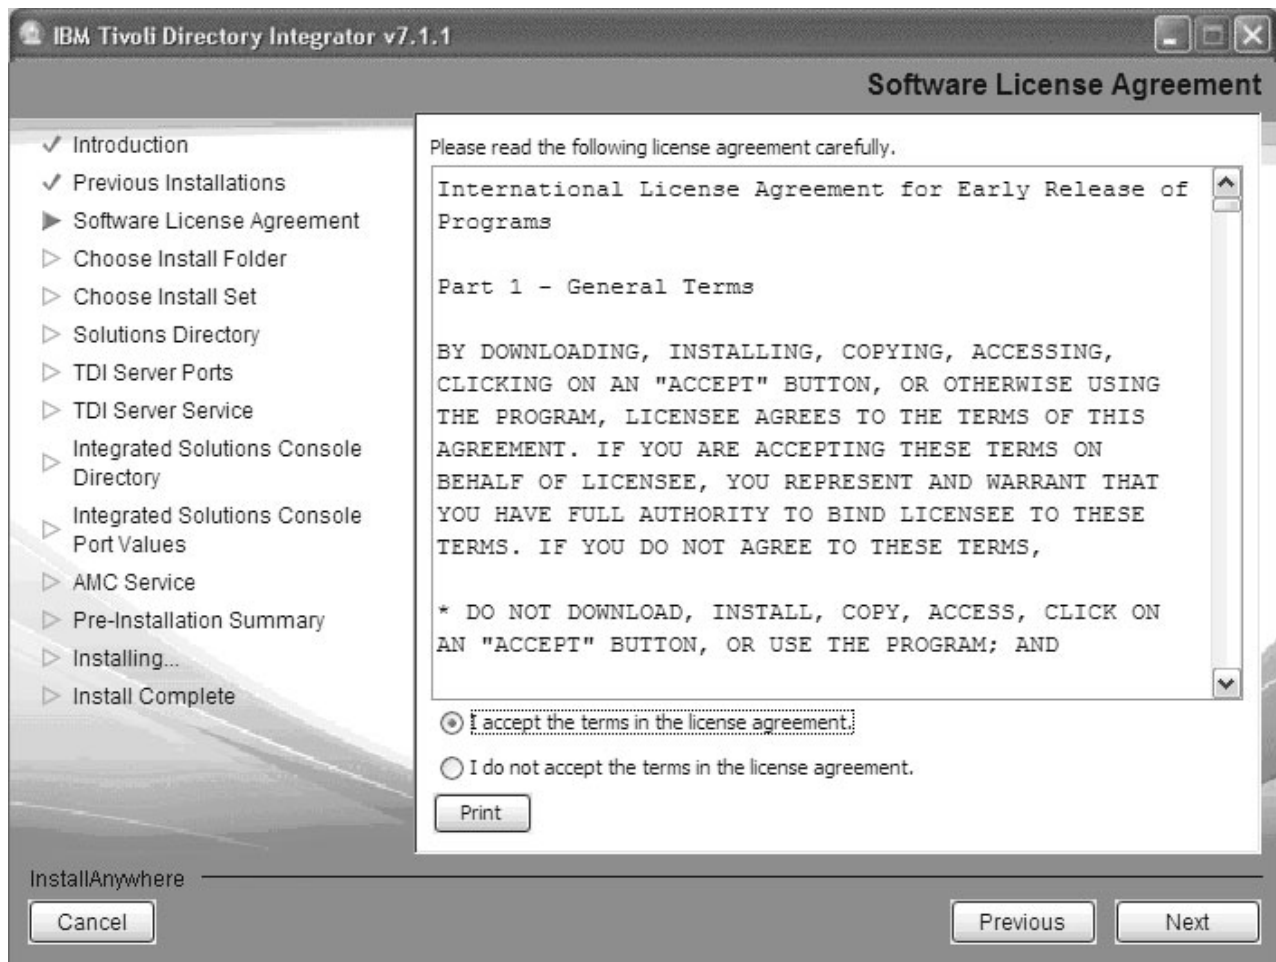 IBM Tivoli Directory Integrator v7.1.1
Software License Agreement
Introduction
Previous Installations
Software License Agreement
Choose Install Folder
Choose Install Set
Solutions Directory
TDI Server Ports
TDI Server Service
Integrated Solutions Console
Directory
Integrated Solutions Console
Port Values
AMC Service
Pre-Installation Summary
Installing...
Install Complete
Please read the following license agreement carefully.
International License Agreement for Early Release of
Programs
Part 1 - General Terms
BY DOWNLOADING, INSTALLING, COPYING, ACCESSING,
CLICKING ON AN "ACCEPT" BUTTON, OR OTHERWISE USING
THE PROGRAM, LICENSEE AGREES TO THE TERMS OF THIS
AGREEMENT. IF YOU ARE ACCEPTING THESE TERMS ON
BEHALF OF LICENSEE, YOU REPRESENT AND WARRANT THAT
YOU HAVE FULL AUTHORITY TO BIND LICENSEE TO THESE
TERMS. IF YOU DO NOT AGREE TO THESE TERMS,
* DO NOT DOWNLOAD, INSTALL, COPY, ACCESS, CLICK ON
AN "ACCEPT" BUTTON, OR USE THE PROGRAM; AND
I accept the terms in the license agreement.
I do not accept the terms in the license agreement.
Print
InstallAnywhere
Cancel
Previous
Next